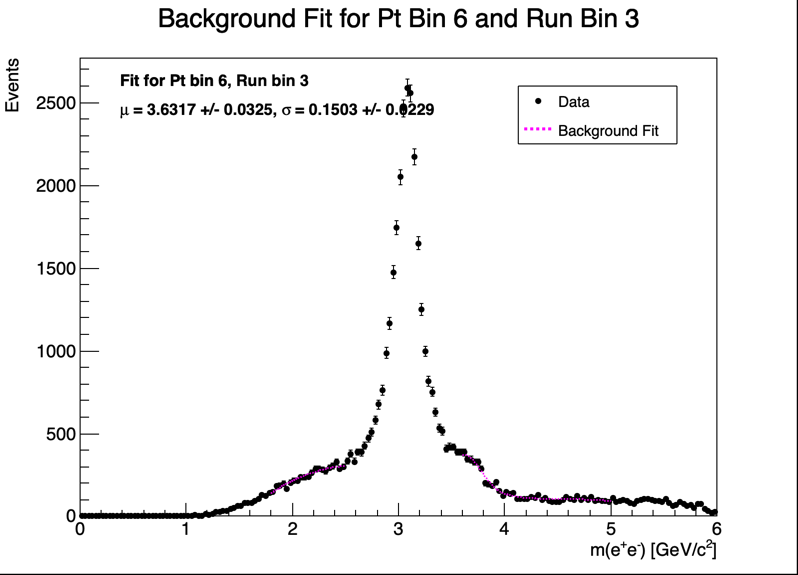 Background Fit for Pt Bin 6 and Run Bin 3
Events
Fit for Pt bin 6, Run bin 3
μ = 3.6317 +/- 0.0325, σ = 0.1503 +/- 0.0229
Data
Background Fit
2500
2000
1500
1000
500
0
0 1 2 3 4 5 6
m(e⁺e⁻) [GeV/c²]